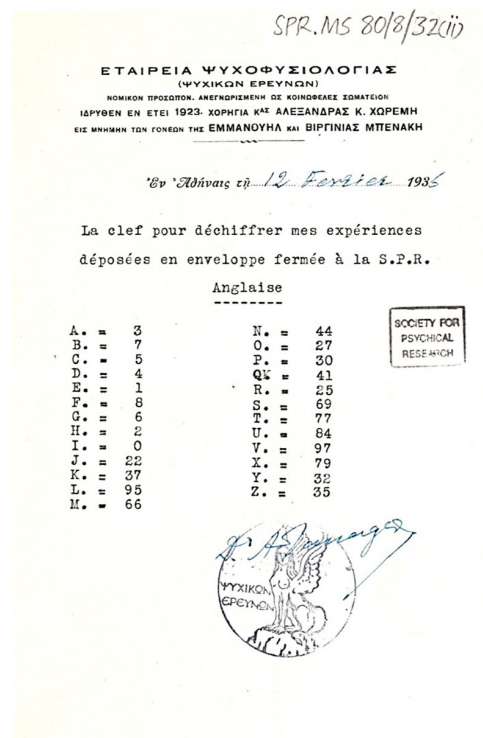 SPR.MS 80/8/32(ii)
ΕΤΑΙΡΕΙΑ ΨΥΧΟΦΥΣΙΟΛΟΓΙΑΣ
(ΨΥΧΙΚΩΝ ΕΡΕΥΝΩΝ)
ΝΟΜΙΚΟΝ ΠΡΟΣΩΠΟΝ. ΑΝΕΓΝΩΡΙΣΜΕΝΗ ΩΣ ΚΟΙΝΩΦΕΛΕΣ ΣΩΜΑΤΕΙΟΝ
ΙΔΡΥΘΕΝ ΕΝ ΕΤΕΙ 1923. ΧΟΡΗΓΙΑ ΚΑΣ ΑΛΕΞΑΝΔΡΑΣ Κ. ΧΩΡΕΜΗ
ΕΙΣ ΜΝΗΜΗΝ ΤΩΝ ΓΟΝΕΩΝ ΤΗΣ ΕΜΜΑΝΟΥΗΛ ΚΑΙ ΒΙΡΓΙΝΙΑΣ ΜΠΕΝΑΚΗ
Ἐν Ἀθήναις τῇ 12 193
La clef pour déchiffrer mes expériences
déposées en enveloppe fermée à la S.P.R.
Anglaise
--------
A. = 3
B. = 7
C. = 5
D. = 4
E. = 1
F. = 8
G. = 6
H. = 2
I. = 0
J. = 22
K. = 37
L. = 95
M. = 66
N. = 44
O. = 27
P. = 30
QK = 41
R. = 25
S. = 69
T. = 77
U. = 84
V. = 97
X. = 79
Y. = 32
Z. = 35
SOCIETY FOR
PSYCHICAL
RESEARCH
ΨΥΧΙΚΩΝ
ΕΡΕΥΝΩΝ